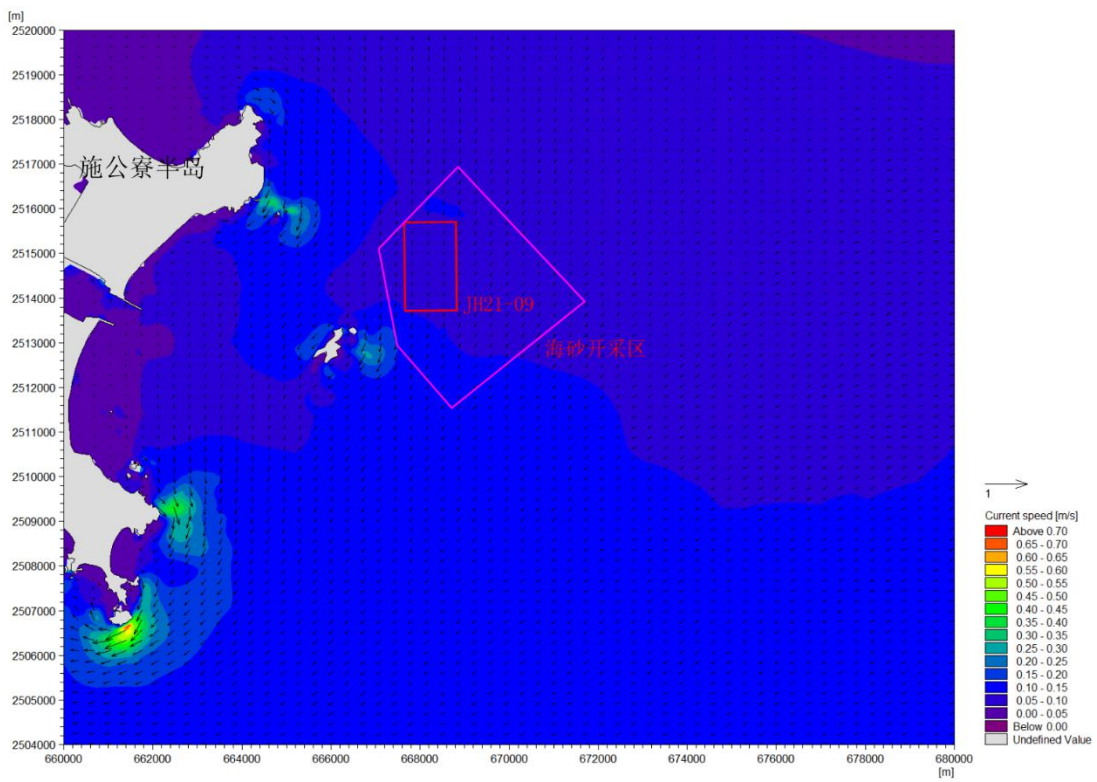 [m]
2520000
2519000
2518000
2517000
2516000
2515000
2514000
2513000
2512000
2511000
2510000
2509000
2508000
2507000
2506000
2505000
2504000
施公寮半岛
JH21-09
海砂开采区
660000 662000 664000 666000 668000 670000 672000 674000 676000 678000 680000
[m]
1
Current speed [m/s]
Above 0.70
0.65 - 0.70
0.60 - 0.65
0.55 - 0.60
0.50 - 0.55
0.45 - 0.50
0.40 - 0.45
0.35 - 0.40
0.30 - 0.35
0.25 - 0.30
0.20 - 0.25
0.15 - 0.20
0.10 - 0.15
0.05 - 0.10
0.00 - 0.05
Below 0.00
Undefined Value